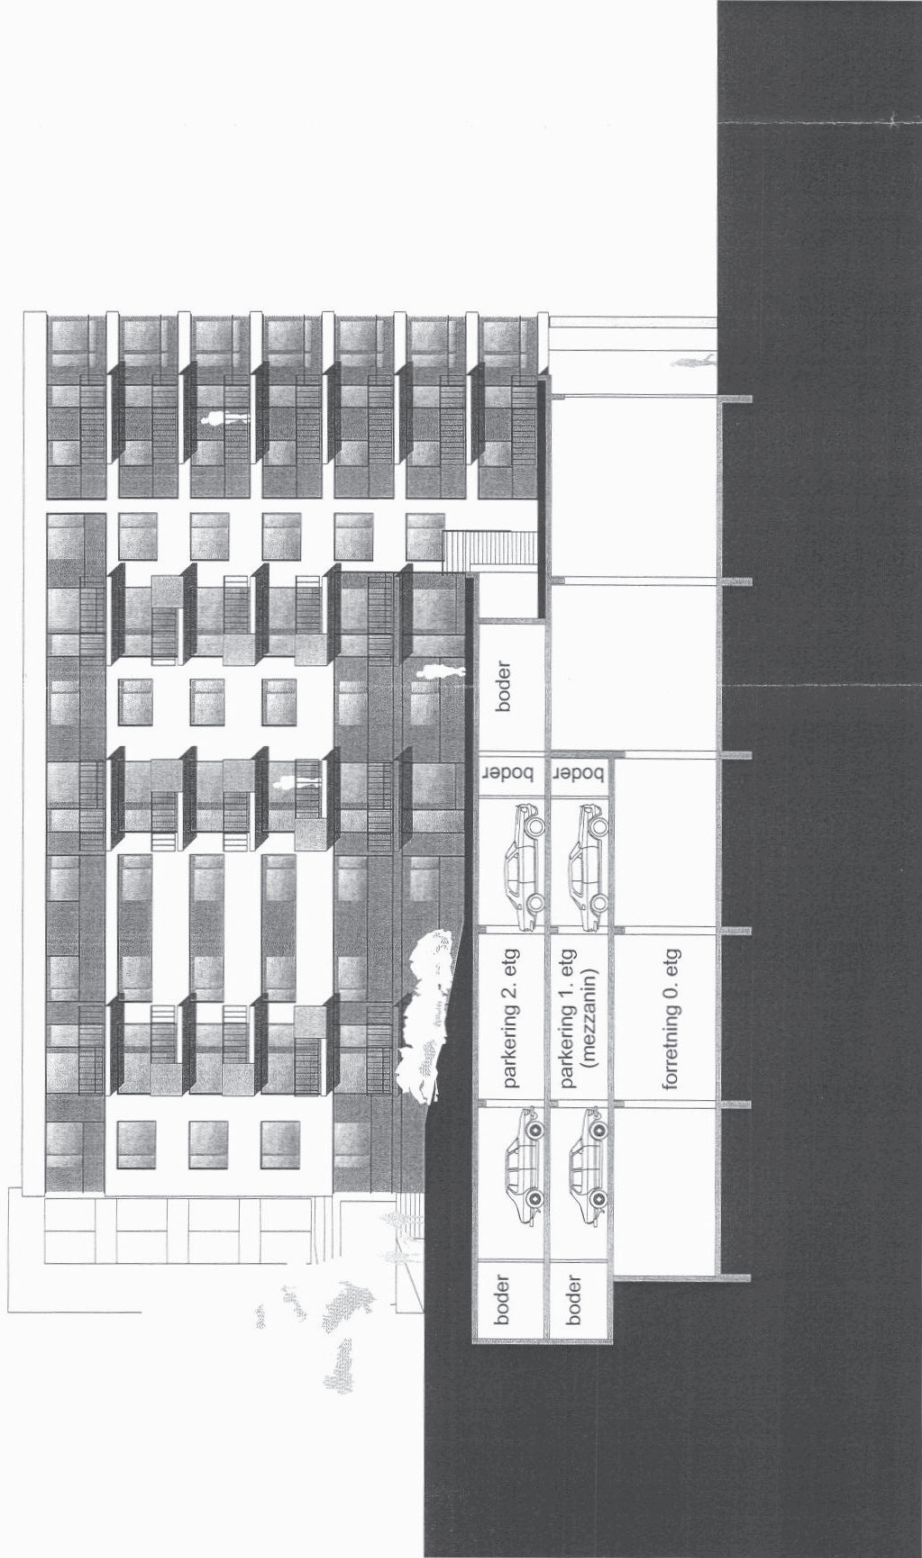 boder
parkering 2. etg
boder
boder
boder
parkering 1. etg
(mezzanin)
boder
forretning 0. etg